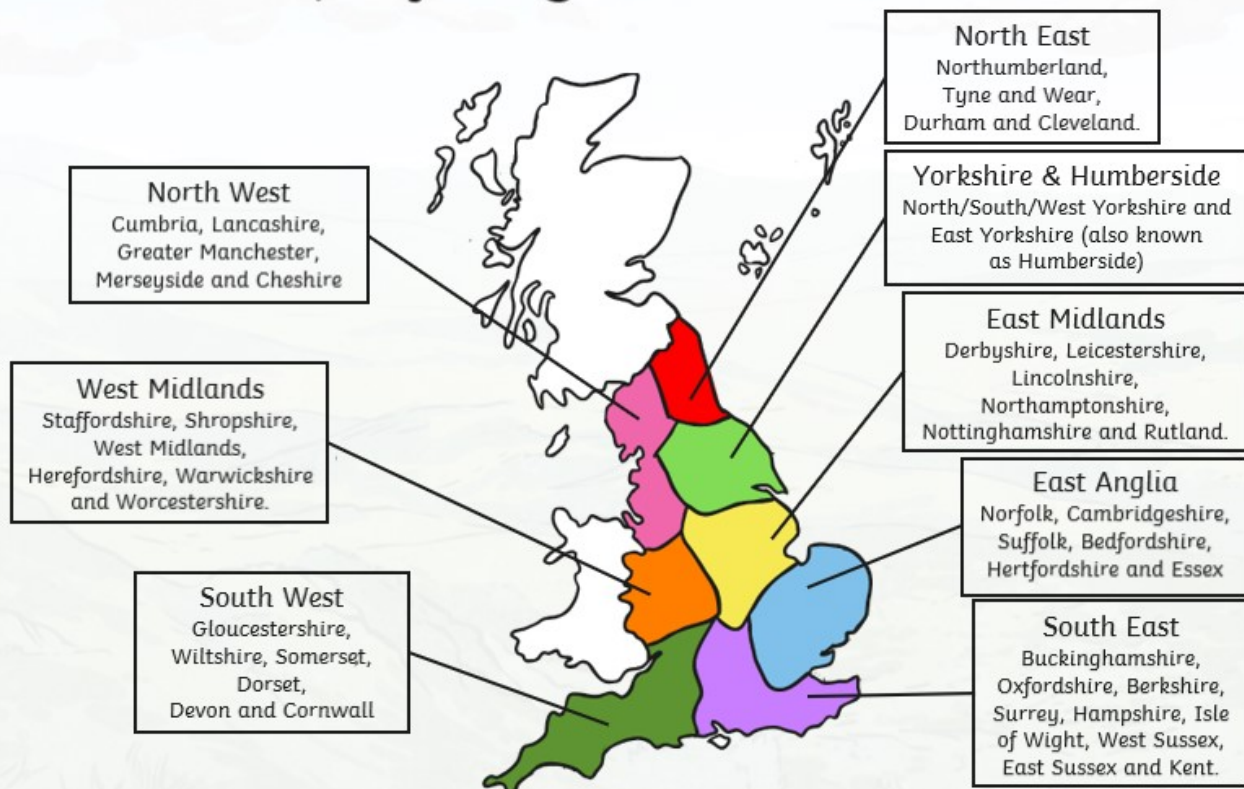 North East
Northumberland,
Tyne and Wear,
Durham and Cleveland.
North West
Cumbria, Lancashire,
Greater Manchester,
Merseyside and Cheshire
Yorkshire & Humberside
North/South/West Yorkshire and
East Yorkshire (also known
as Humberside)
East Midlands
Derbyshire, Leicestershire,
Lincolnshire,
Northamptonshire,
Nottinghamshire and Rutland.
West Midlands
Staffordshire, Shropshire,
West Midlands,
Herefordshire, Warwickshire
and Worcestershire.
East Anglia
Norfolk, Cambridgeshire,
Suffolk, Bedfordshire,
Hertfordshire and Essex
South West
Gloucestershire,
Wiltshire, Somerset,
Dorset,
Devon and Cornwall
South East
Buckinghamshire,
Oxfordshire, Berkshire,
Surrey, Hampshire, Isle
of Wight, West Sussex,
East Sussex and Kent.